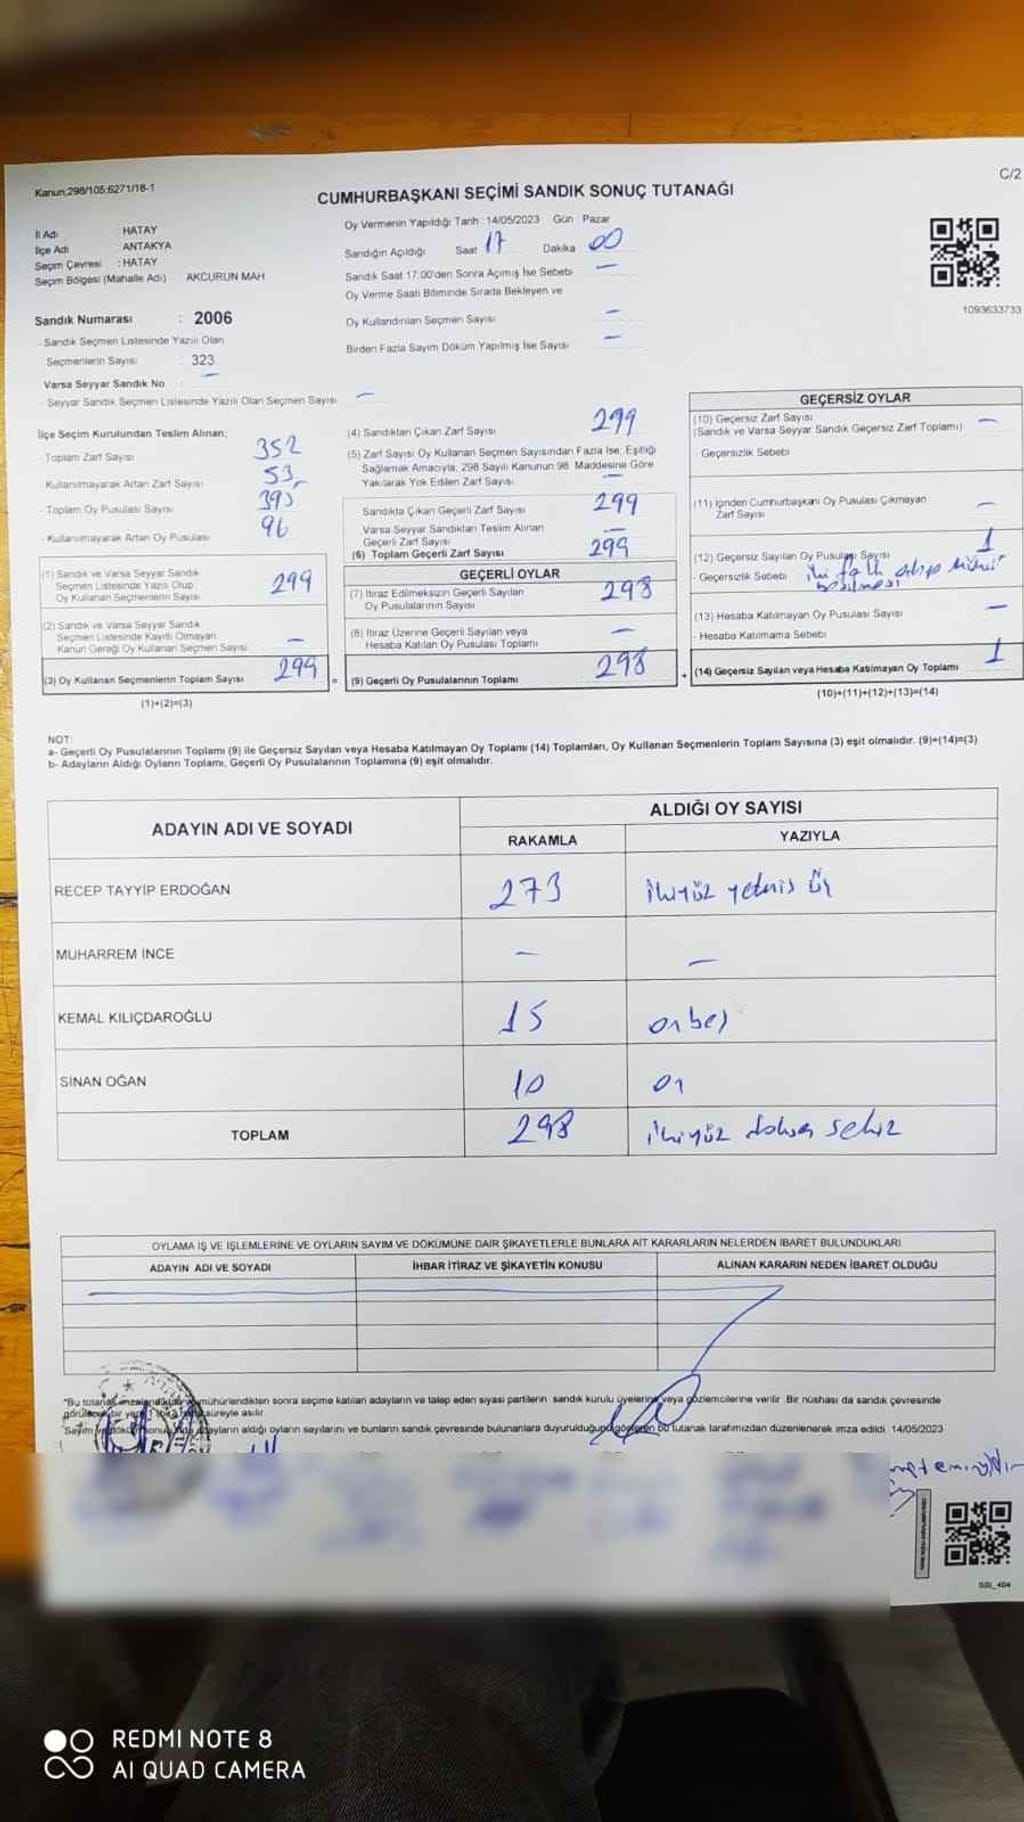 Kanun;298/105;6271/18-1
C/2
CUMHURBAŞKANI SEÇİMİ SANDIK SONUÇ TUTANAĞI
İl Adı HATAY
İlçe Adı ANTAKYA
Seçim Çevresi : HATAY
Seçim Bölgesi (Mahalle Adı) AKCURUN MAH
Sandık Numarası : 2006
- Sandık Seçmen Listesinde Yazılı Olan
Seçmenlerin Sayısı : 323
Varsa Seyyar Sandık No : -
- Seyyar Sandık Seçmen Listesinde Yazılı Olan Seçmen Sayısı -
Oy Vermenin Yapıldığı Tarih : 14/05/2023 Gün Pazar
Sandığın Açıldığı Saat 17 Dakika 00
Sandık Saat 17:00'den Sonra Açılmış İse Sebebi -
Oy Verme Saati Bitiminde Sırada Bekleyen ve
Oy Kullandırılan Seçmen Sayısı -
Birden Fazla Sayım Döküm Yapılmış İse Sayısı -
1093633733
İlçe Seçim Kurulundan Teslim Alınan;
- Toplam Zarf Sayısı 352
- Kullanılmayarak Artan Zarf Sayısı 53
- Toplam Oy Pusulası Sayısı 395
- Kullanılmayarak Artan Oy Pusulası 96
(1) Sandık ve Varsa Seyyar Sandık
Seçmen Listesinde Yazılı Olup,
Oy Kullanan Seçmenlerin Sayısı 299
(2) Sandık ve Varsa Seyyar Sandık
Seçmen Listesinde Kayıtlı Olmayan
Kanun Gereği Oy Kullanan Seçmen Sayısı -
(3) Oy Kullanan Seçmenlerin Toplam Sayısı 299
(1)+(2)=(3)
(4) Sandıktan Çıkan Zarf Sayısı 299
(5) Zarf Sayısı Oy Kullanan Seçmen Sayısından Fazla İse, Eşitliği
Sağlamak Amacıyla; 298 Sayılı Kanunun 98. Maddesine Göre
Yakılarak Yok Edilen Zarf Sayısı -
Sandıkta Çıkan Geçerli Zarf Sayısı 299
Varsa Seyyar Sandıktan Teslim Alınan
Geçerli Zarf Sayısı -
(6) Toplam Geçerli Zarf Sayısı 299
GEÇERLİ OYLAR
(7) İtiraz Edilmeksizin Geçerli Sayılan
Oy Pusulalarının Sayısı 298
(8) İtiraz Üzerine Geçerli Sayılan veya
Hesaba Katılan Oy Pusulası Toplamı -
= (9) Geçerli Oy Pusulalarının Toplamı 298
GEÇERSİZ OYLAR
(10) Geçersiz Zarf Sayısı -
(Sandık ve Varsa Seyyar Sandık Geçersiz Zarf Toplamı)
- Geçersizlik Sebebi
(11) İçinden Cumhurbaşkanı Oy Pusulası Çıkmayan
Zarf Sayısı -
(12) Geçersiz Sayılan Oy Pusulası Sayısı 1
- Geçersizlik Sebebi iki
(13) Hesaba Katılmayan Oy Pusulası Sayısı -
- Hesaba Katılmama Sebebi
+ (14) Geçersiz Sayılan veya Hesaba Katılmayan Oy Toplamı 1
(10)+(11)+(12)+(13)=(14)
NOT:
a- Geçerli Oy Pusulalarının Toplamı (9) ile Geçersiz Sayılan veya Hesaba Katılmayan Oy Toplamı (14) Toplamları, Oy Kullanan Seçmenlerin Toplam Sayısına (3) eşit olmalıdır. (9)+(14)=(3)
b- Adayların Aldığı Oyların Toplamı, Geçerli Oy Pusulalarının Toplamına (9) eşit olmalıdır.
ADAYIN ADI VE SOYADI ALDIĞI OY SAYISI
RAKAMLA YAZIYLA
RECEP TAYYİP ERDOĞAN 273 ikiyüz yetmis üç
MUHARREM İNCE - -
KEMAL KILIÇDAROĞLU 15 onbeş
SİNAN OĞAN 10 on
TOPLAM 298 ikiyüz doksan sekiz
OYLAMA İŞ VE İŞLEMLERİNE VE OYLARIN SAYIM VE DÖKÜMÜNE DAİR ŞİKAYETLERLE BUNLARA AİT KARARLARIN NELERDEN İBARET BULUNDUKLARI
ADAYIN ADI VE SOYADI İHBAR İTİRAZ VE ŞİKAYETİN KONUSU ALINAN KARARIN NEDEN İBARET OLDUĞU
*Bu tutanak mühürlendikten sonra seçime katılan adayların ve talep eden siyasi partilerin sandık kurulu üyelerine veya gözlemcilerine verilir. Bir nüshası da sandık çevresinde
süreyle asılır.
adayların aldığı oyların sayılarını ve bunların sandık çevresinde bulunanlara duyurulduğunu gösteren bu tutanak tarafımızdan düzenlenerek imza edildi. 14/05/2023
SSI_404
REDMI NOTE 8
AI QUAD CAMERA